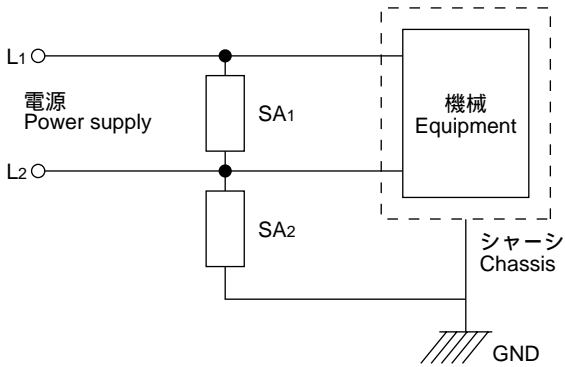 L1
電源
Power supply
SA1
機械
Equipment
L2
SA2
シャーシ
Chassis
GND